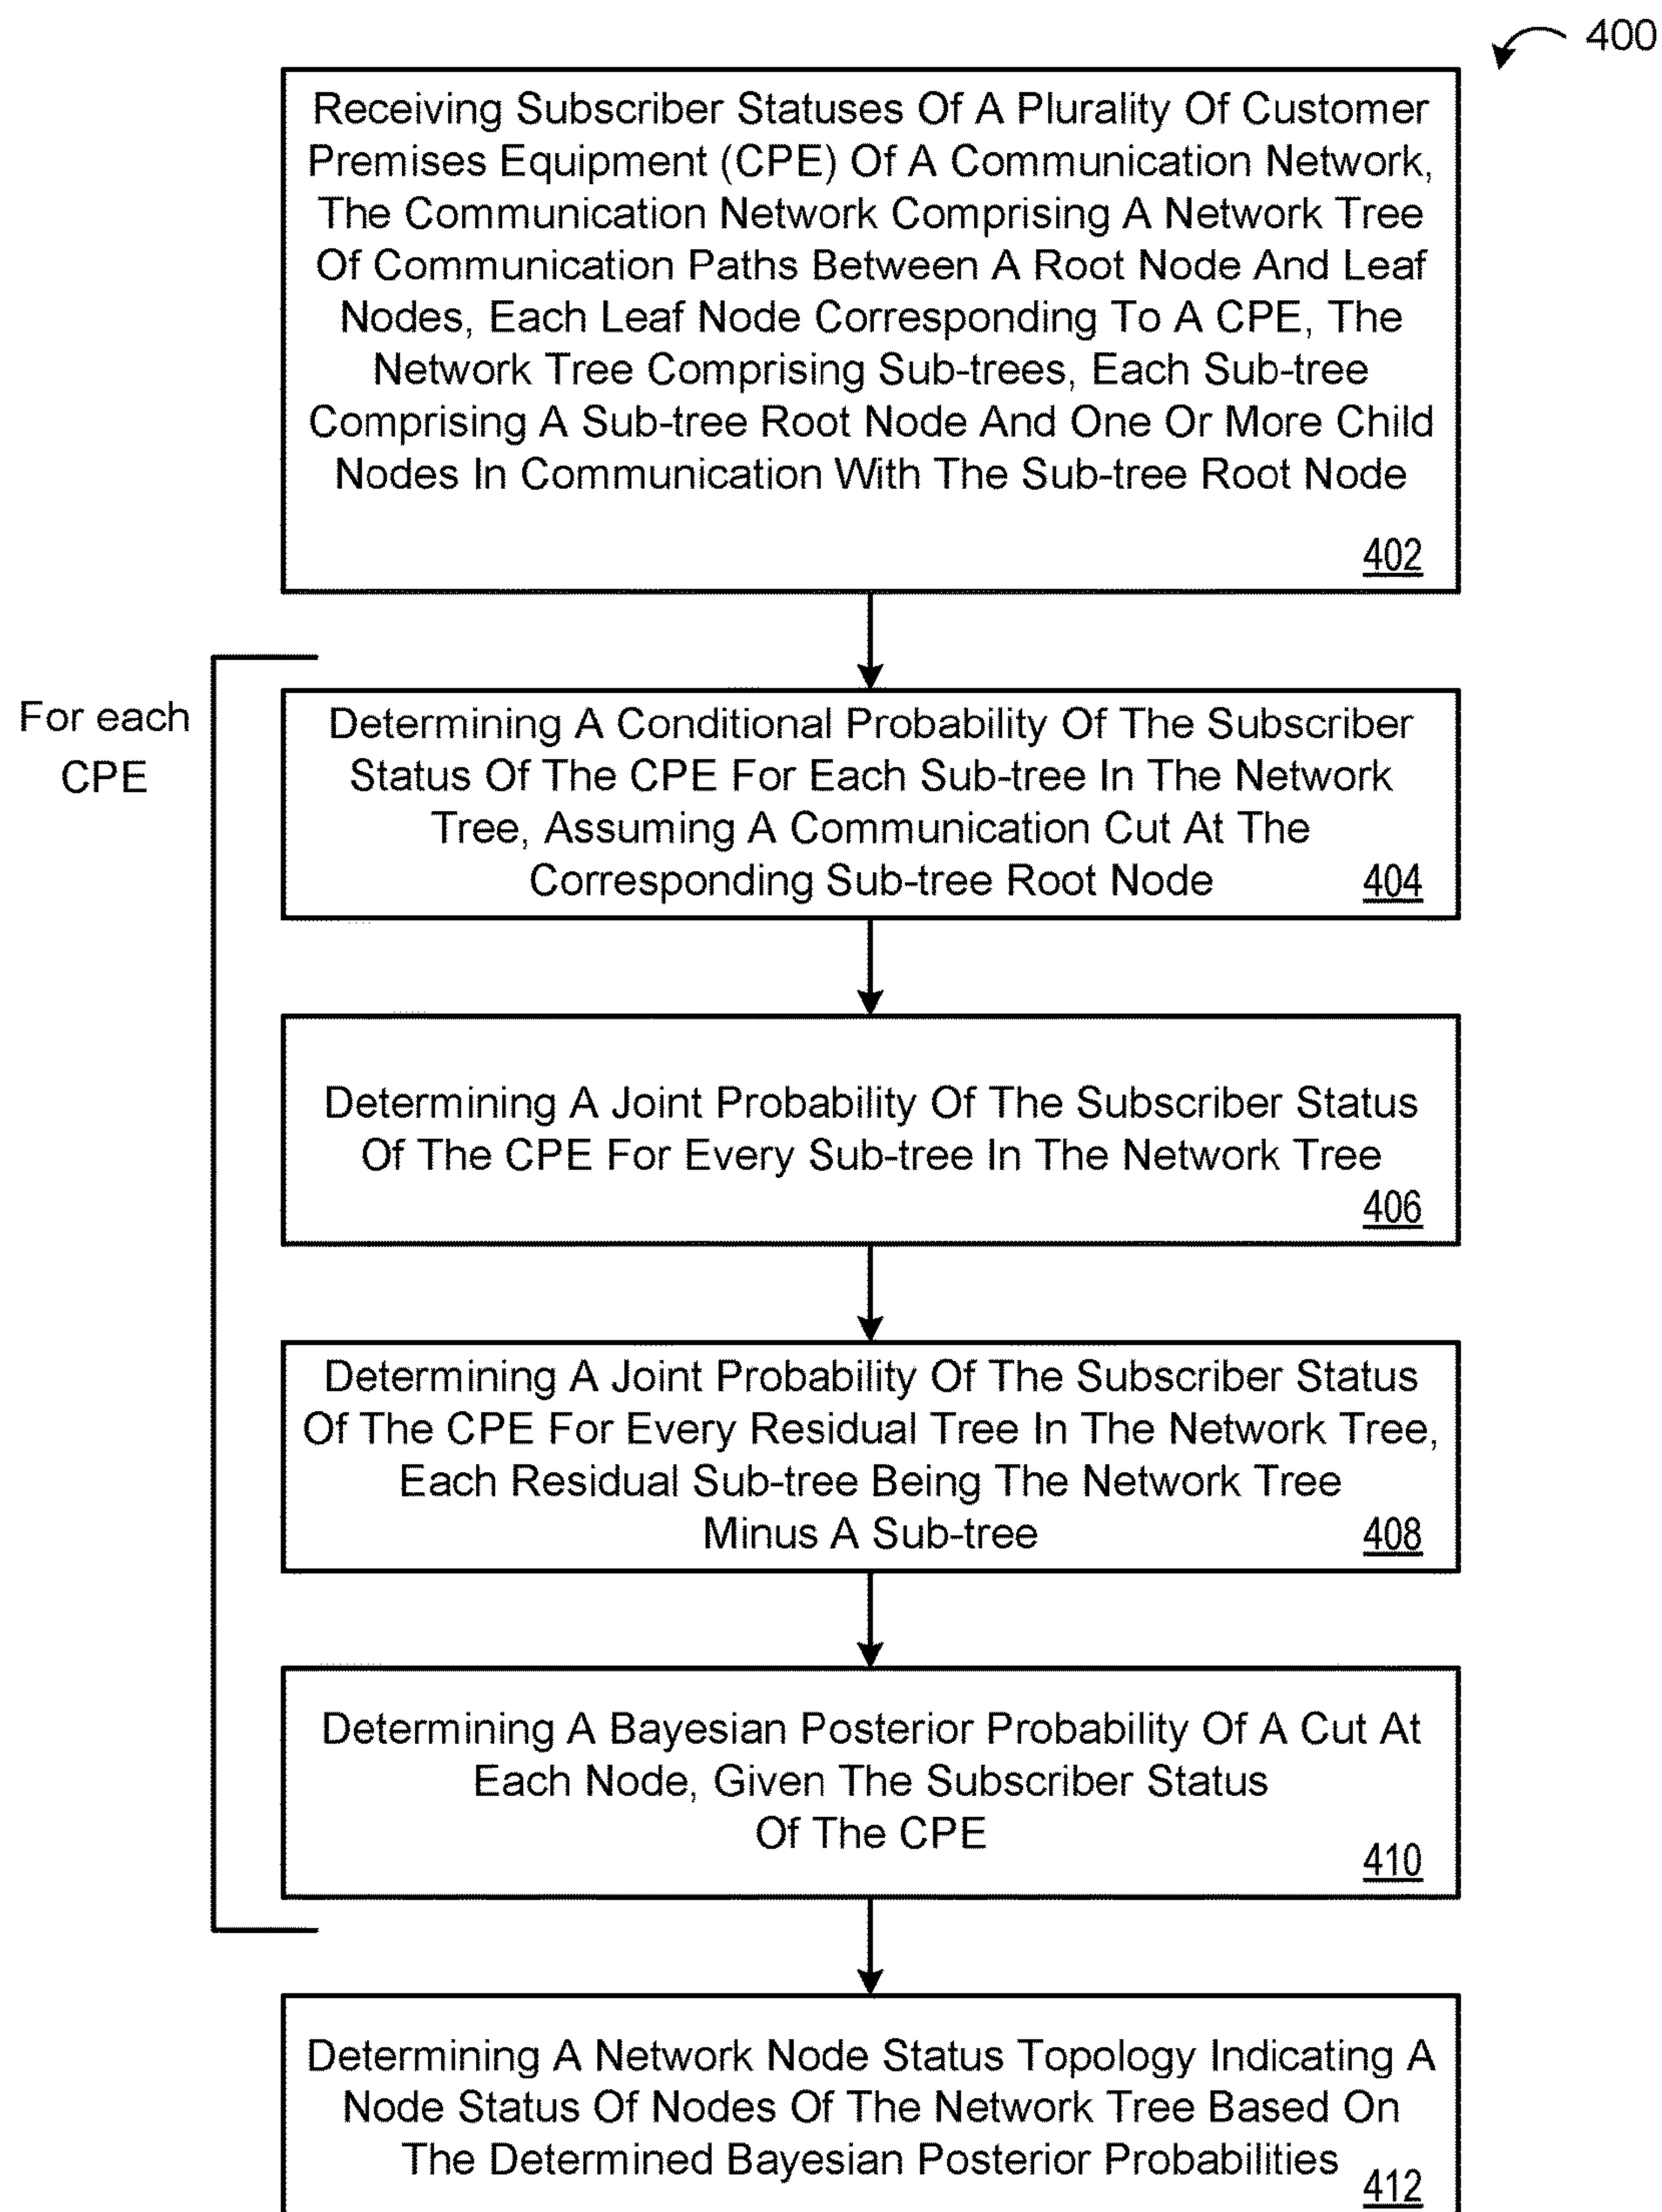 400
Receiving Subscriber Statuses Of A Plurality Of Customer
Premises Equipment (CPE) Of A Communication Network,
The Communication Network Comprising A Network Tree
Of Communication Paths Between A Root Node And Leaf
Nodes, Each Leaf Node Corresponding To A CPE, The
Network Tree Comprising Sub-trees, Each Sub-tree
Comprising A Sub-tree Root Node And One Or More Child
Nodes In Communication With The Sub-tree Root Node
402
For each
CPE
Determining A Conditional Probability Of The Subscriber
Status Of The CPE For Each Sub-tree In The Network
Tree, Assuming A Communication Cut At The
Corresponding Sub-tree Root Node
404
Determining A Joint Probability Of The Subscriber Status
Of The CPE For Every Sub-tree In The Network Tree
406
Determining A Joint Probability Of The Subscriber Status
Of The CPE For Every Residual Tree In The Network Tree,
Each Residual Sub-tree Being The Network Tree
Minus A Sub-tree
408
Determining A Bayesian Posterior Probability Of A Cut At
Each Node, Given The Subscriber Status
Of The CPE
410
Determining A Network Node Status Topology Indicating A
Node Status Of Nodes Of The Network Tree Based On
The Determined Bayesian Posterior Probabilities
412